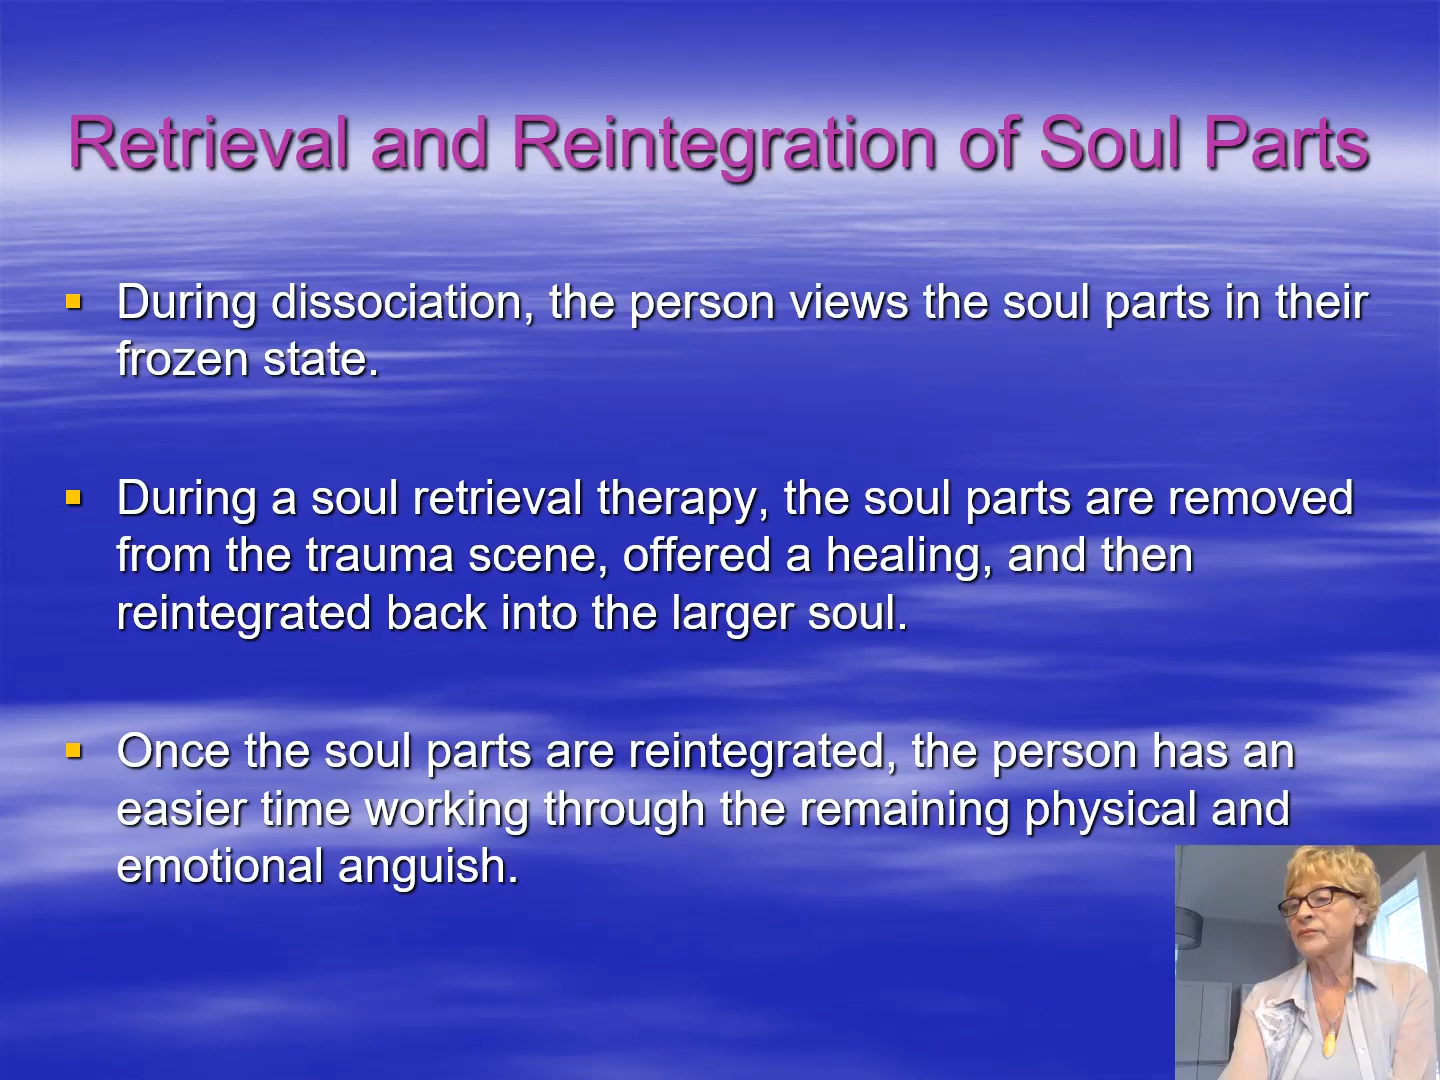 Retrieval and Reintegration of Soul Parts
During dissociation, the person views the soul parts in their
frozen state.
During a soul retrieval therapy, the soul parts are removed
from the trauma scene, offered a healing, and then
reintegrated back into the larger soul.
Once the soul parts are reintegrated, the person has an
easier time working through the remaining physical and
emotional anguish.